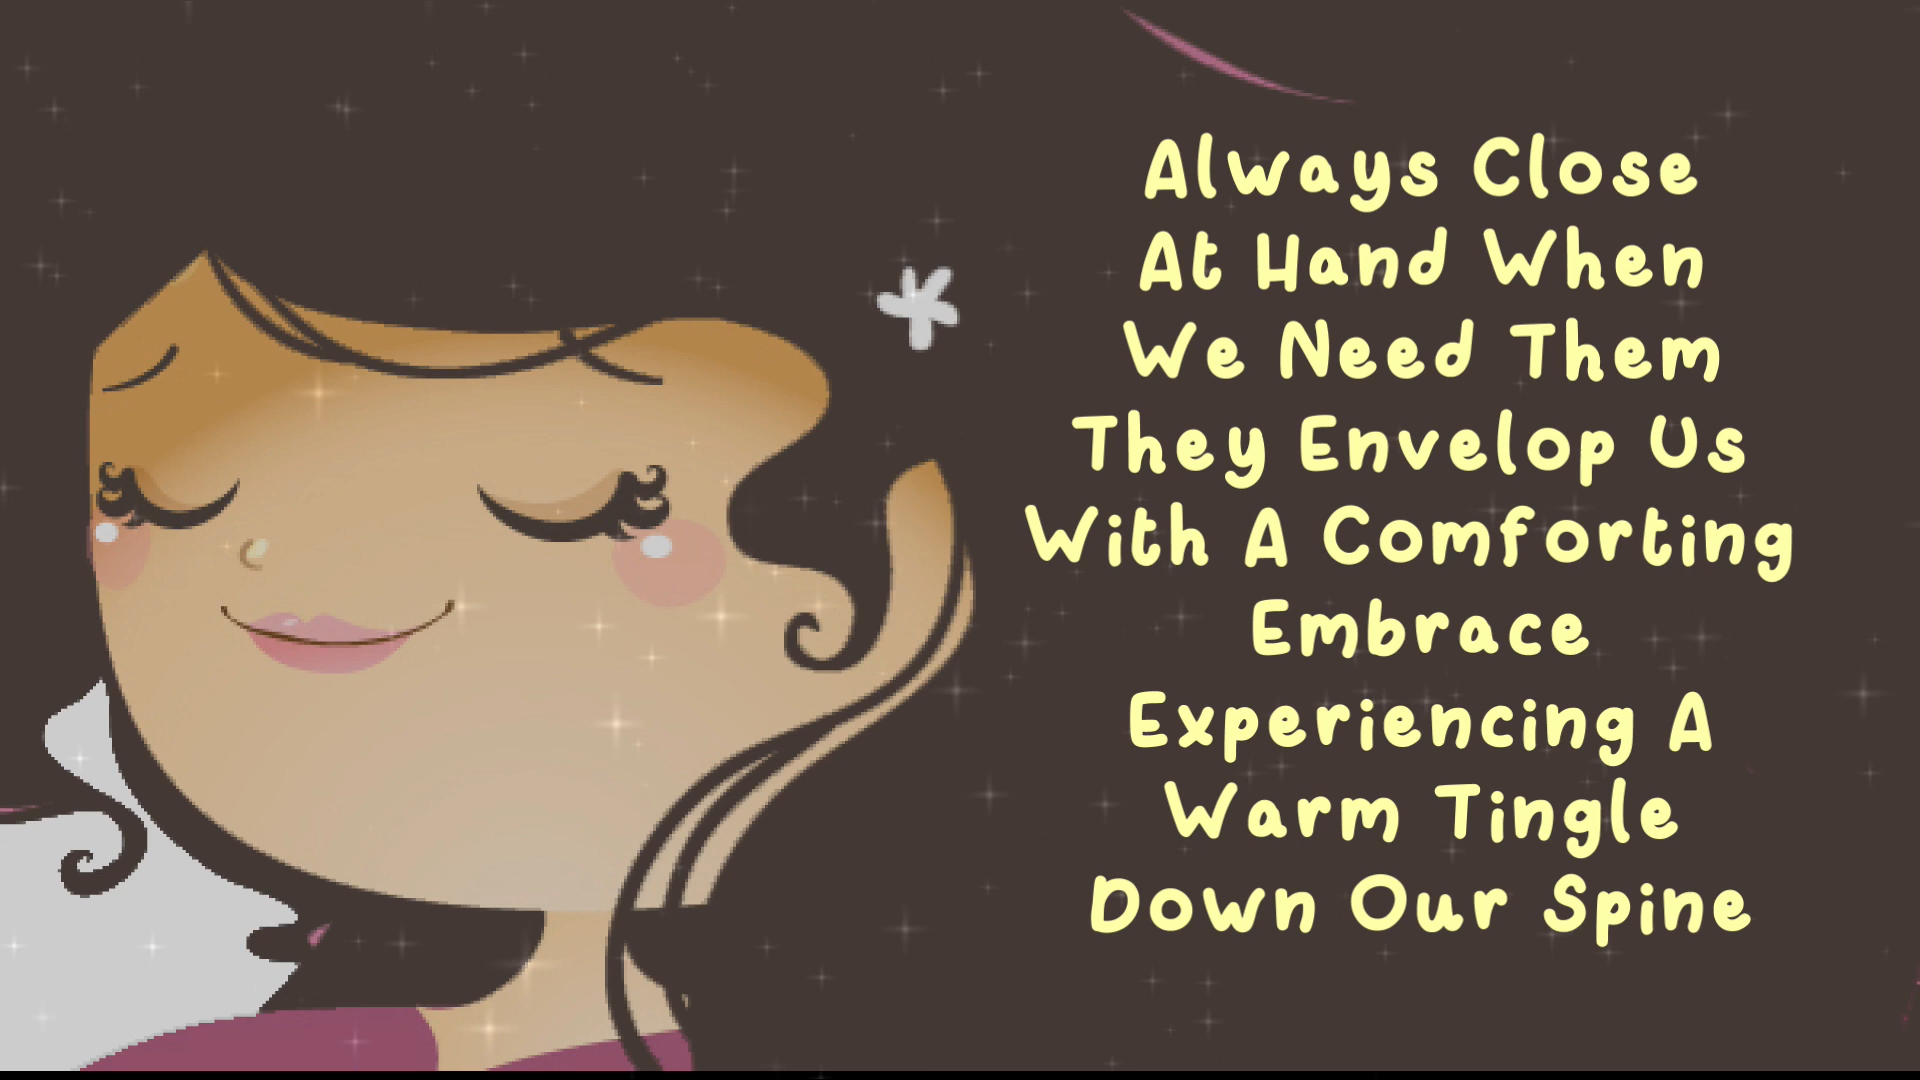 Always Close
At Hand When
We Need Them
They Envelop Us
With A Comforting
Embrace
Experiencing A
Warm Tingle
Down Our Spine